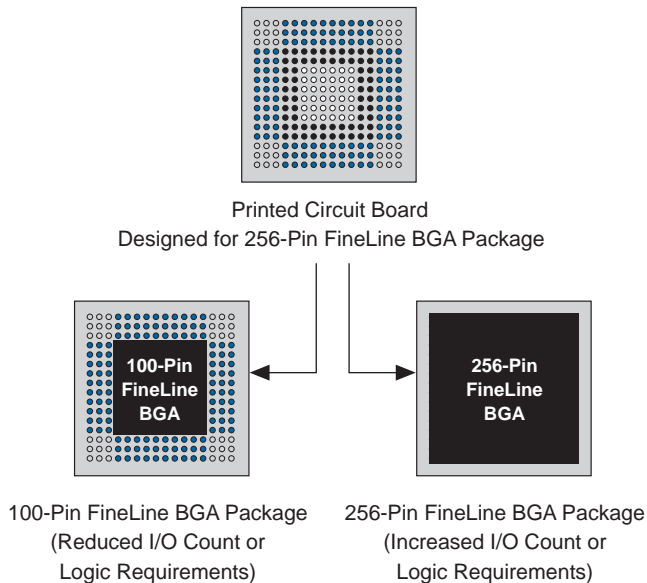 Printed Circuit Board
Designed for 256-Pin FineLine BGA Package
100-Pin
FineLine
BGA
256-Pin
FineLine
BGA
100-Pin FineLine BGA Package
(Reduced I/O Count or
Logic Requirements)
256-Pin FineLine BGA Package
(Increased I/O Count or
Logic Requirements)